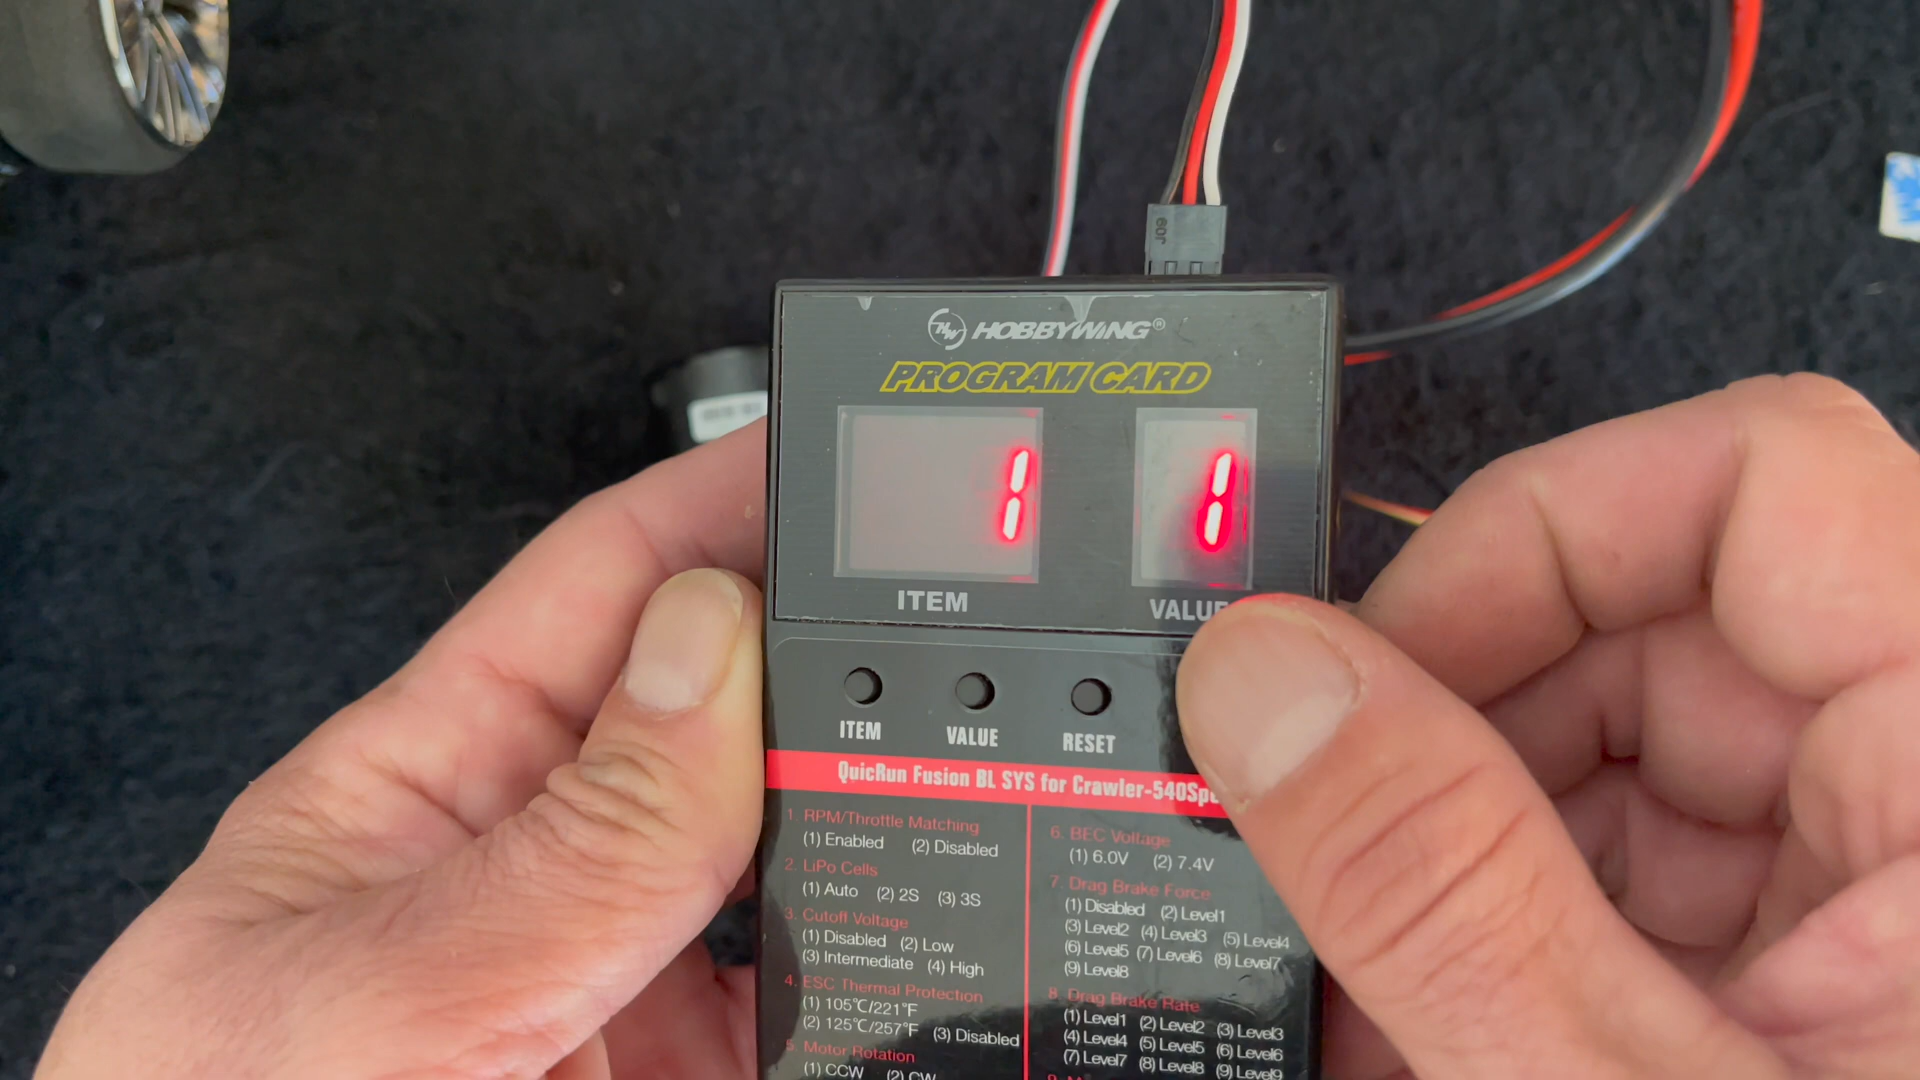 HOBBYWING®
PROGRAM CARD
1 1
ITEM
ITEM VALUE RESET
QuicRun Fusion BL SYS for
1. RPM/Throttle Matching
(1) Enabled (2) Disabled
2. LiPo Cells
(1) Auto (2) 2S (3) 3S
3. Cutoff Voltage
(1) Disabled (2) Low
(3) Intermediate (4) High
4. ESC Thermal Protection
(1) 105℃/221℉
(2) 125℃/257℉ (3) Disabled
5. Motor Rotation
(1) CCW (2) CW
6. BEC Voltage
(1) 6.0V (2) 7.4V
7. Drag Brake Force
(1) Disabled (2) Level1
(3) Level2 (4) Level3 (5) Level4
(6) Level5 (7) Level6 (8) Level7
(9) Level8
8. Drag Brake Rate
(1) Level1 (2) Level2 (3) Level3
(4) Level4 (5) Level5 (6) Level6
(7) Level7 (8) Level8 (9) Level9